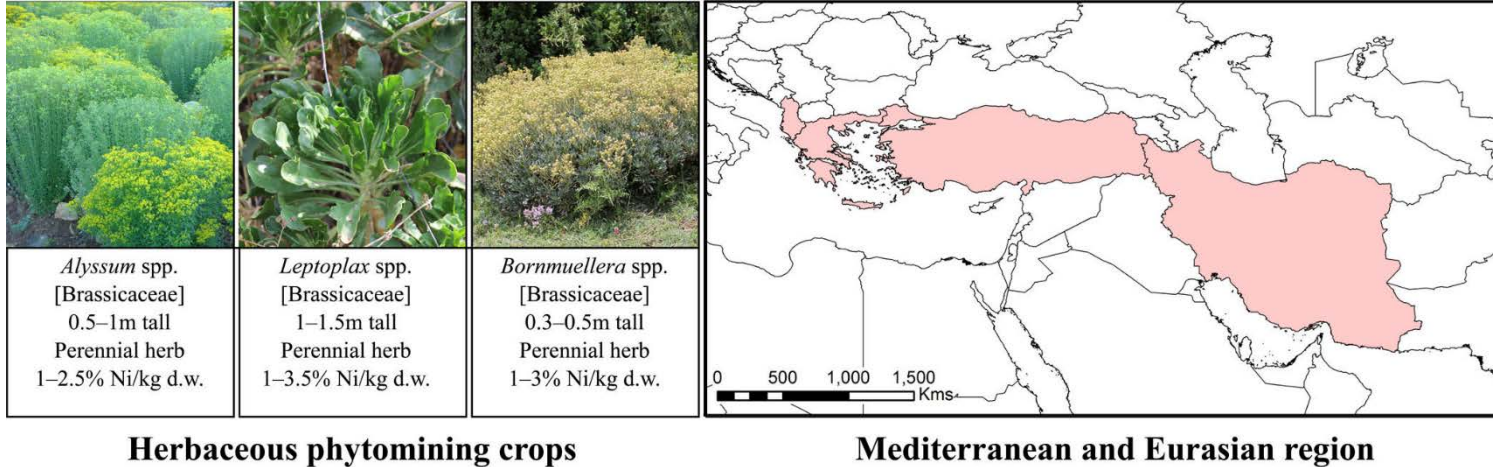 Alyssum spp.
[Brassicaceae]
0.5–1m tall
Perennial herb
1–2.5% Ni/kg d.w.
Leptoplax spp.
[Brassicaceae]
1–1.5m tall
Perennial herb
1–3.5% Ni/kg d.w.
Bornmuellera spp.
[Brassicaceae]
0.3–0.5m tall
Perennial herb
1–3% Ni/kg d.w.
0 500 1,000 1,500
Kms
Herbaceous phytomining crops
Mediterranean and Eurasian region